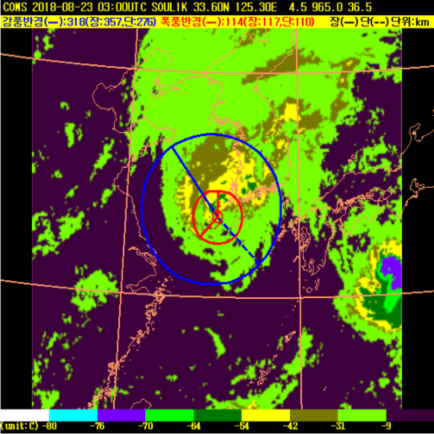 COMS 2018-08-23 03:00UTC SOULIK 33.60N 125.30E 4.5 965.0 36.5
강풍반경(―):318(장:357,단:276) 폭풍반경(―):114(장:117,단:110) 장(―)단(--)단위:km
(unit:C) -80 -76 -70 -64 -54 -42 -31 -9